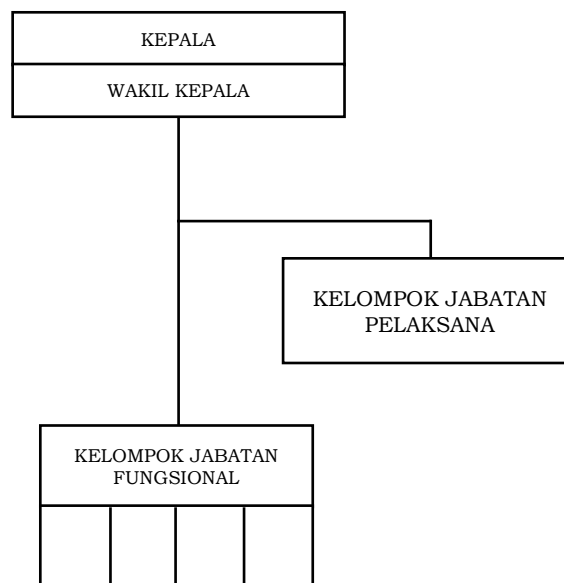 KEPALA
WAKIL KEPALA
KELOMPOK JABATAN
PELAKSANA
KELOMPOK JABATAN
FUNGSIONAL